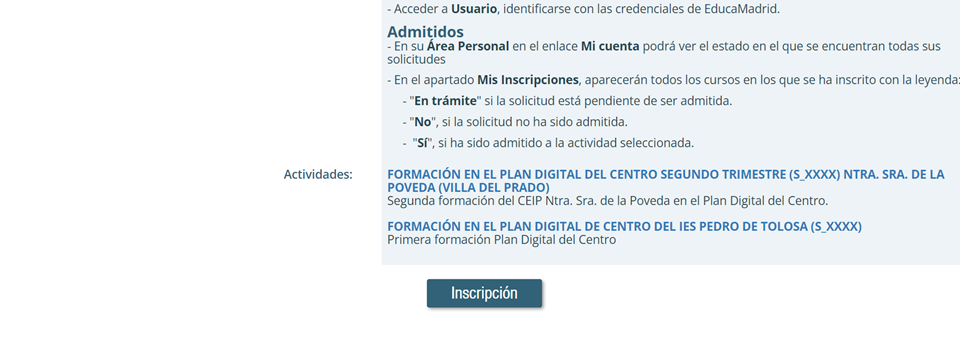 - Acceder a Usuario, identificarse con las credenciales de EducaMadrid.
Admitidos
- En su Área Personal en el enlace Mi cuenta podrá ver el estado en el que se encuentran todas sus
solicitudes
- En el apartado Mis Inscripciones, aparecerán todos los cursos en los que se ha inscrito con la leyenda:
- "En trámite" si la solicitud está pendiente de ser admitida.
- "No", si la solicitud no ha sido admitida.
- "Sí", si ha sido admitido a la actividad seleccionada.
Actividades:
FORMACIÓN EN EL PLAN DIGITAL DEL CENTRO SEGUNDO TRIMESTRE (S_XXXX) NTRA. SRA. DE LA
POVEDA (VILLA DEL PRADO)
Segunda formación del CEIP Ntra. Sra. de la Poveda en el Plan Digital del Centro.
FORMACIÓN EN EL PLAN DIGITAL DE CENTRO DEL IES PEDRO DE TOLOSA (S_XXXX)
Primera formación Plan Digital del Centro
Inscripción